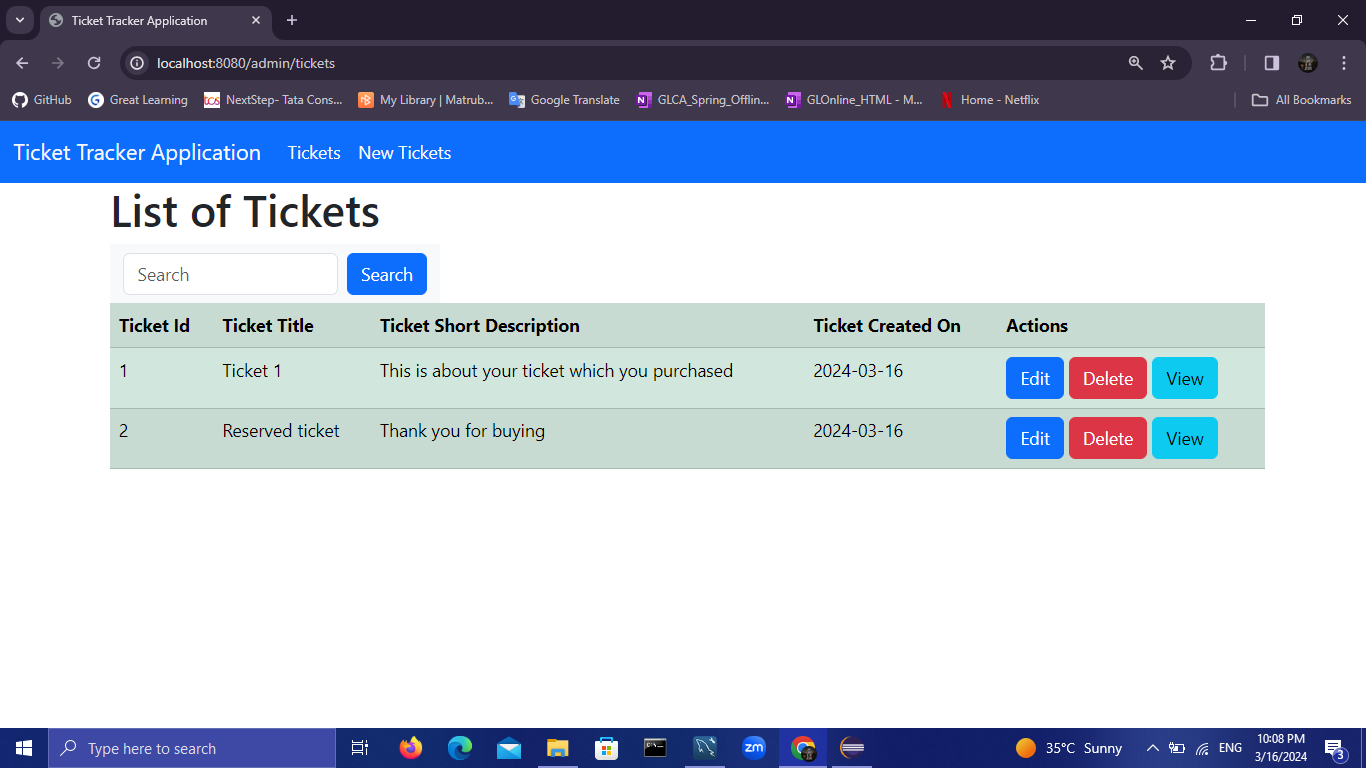 Ticket Tracker Application
localhost:8080/admin/tickets
GitHub Great Learning NextStep- Tata Cons... My Library | Matrub... Google Translate GLCA_Spring_Offlin... GLOnline_HTML - M... Home - Netflix All Bookmarks
Ticket Tracker Application Tickets New Tickets
List of Tickets
Search Search
Ticket Id Ticket Title Ticket Short Description Ticket Created On Actions
1 Ticket 1 This is about your ticket which you purchased 2024-03-16 Edit Delete View
2 Reserved ticket Thank you for buying 2024-03-16 Edit Delete View
Type here to search zm 35°C Sunny ENG 10:08 PM
3/16/2024 3